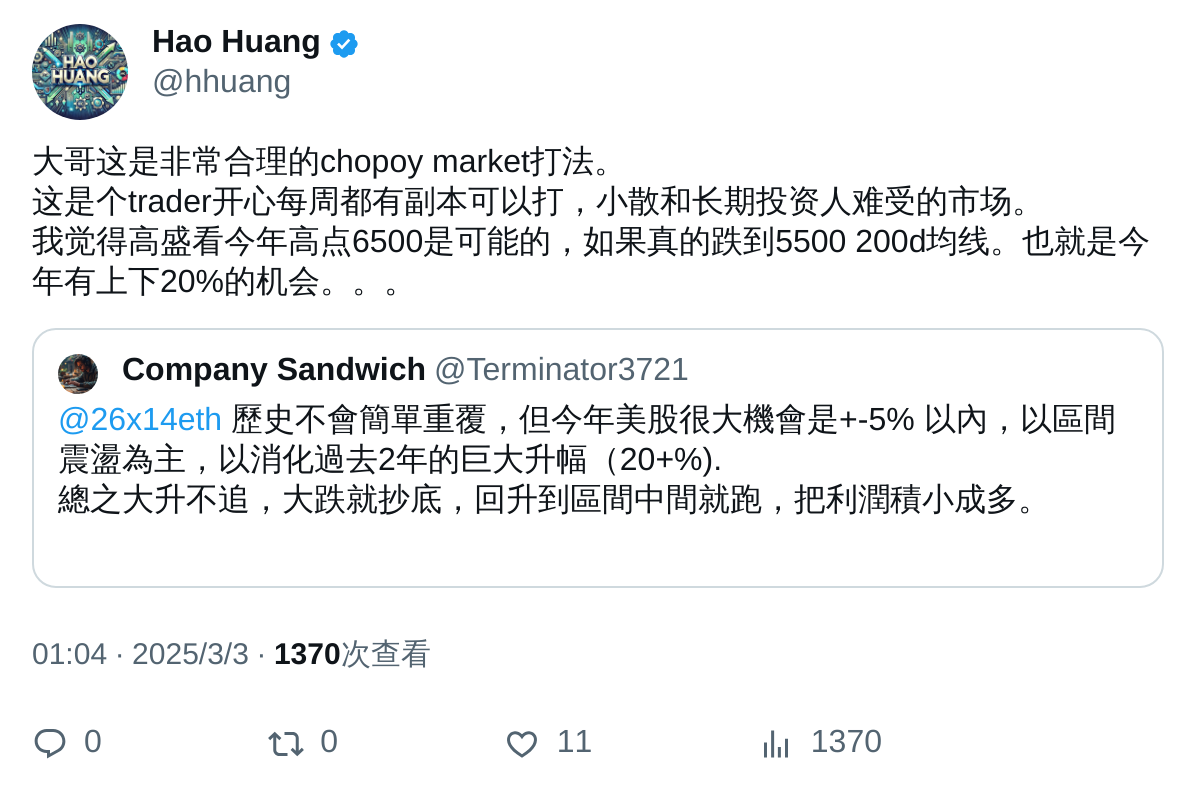 HAO
HUANG
Hao Huang
@hhuang
大哥这是非常合理的chopoy market打法。
这是个trader开心每周都有副本可以打，小散和长期投资人难受的市场。
我觉得高盛看今年高点6500是可能的，如果真的跌到5500 200d均线。也就是今
年有上下20%的机会。。。
Company Sandwich @Terminator3721
@26x14eth 歷史不會簡單重覆，但今年美股很大機會是+-5% 以內，以區間
震盪為主，以消化過去2年的巨大升幅（20+%).
總之大升不追，大跌就抄底，回升到區間中間就跑，把利潤積小成多。
01:04 · 2025/3/3 · 1370次查看
0 0 11 1370